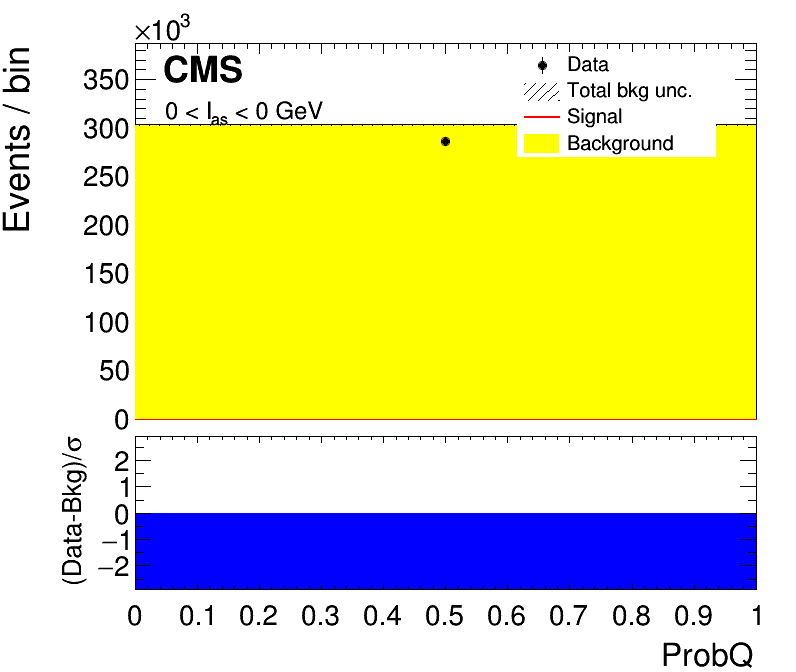 ×10³
Events / bin
350
300
250
200
150
100
50
0
CMS
0 < I_as < 0 GeV
Data
Total bkg unc.
Signal
Background
(Data-Bkg)/σ
2
1
0
−1
−2
0 0.1 0.2 0.3 0.4 0.5 0.6 0.7 0.8 0.9 1
ProbQ